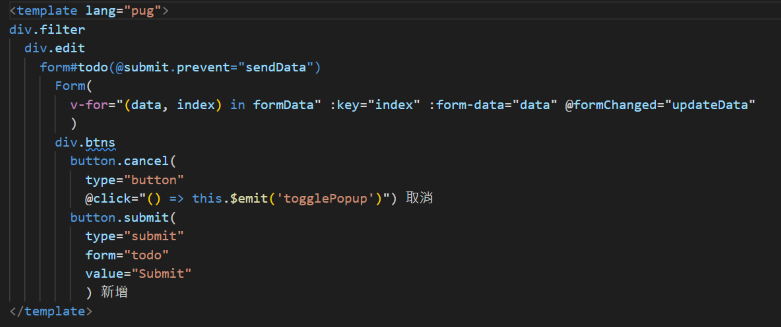 <template lang="pug">
div.filter
div.edit
form#todo(@submit.prevent="sendData")
Form(
v-for="(data, index) in formData" :key="index" :form-data="data" @formChanged="updateData"
)
div.btns
button.cancel(
type="button"
@click="() => this.$emit('togglePopup')") 取消
button.submit(
type="submit"
form="todo"
value="Submit"
) 新增
</template>